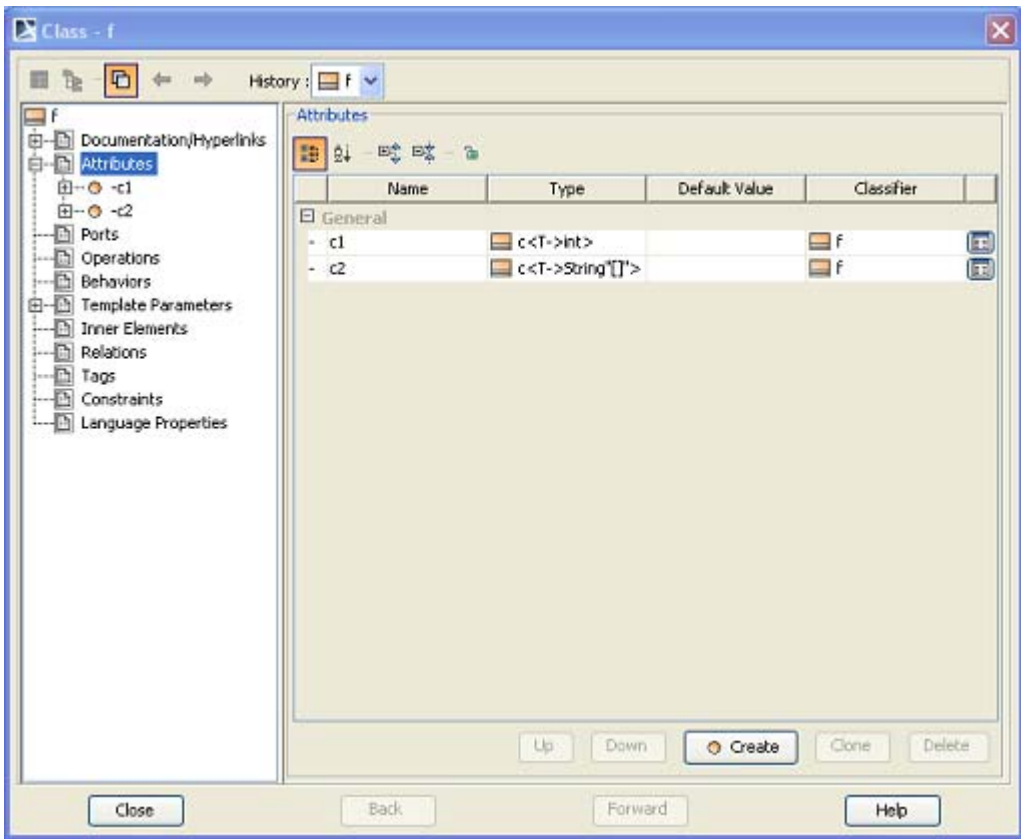 Class - f
History : f
f
Documentation/Hyperlinks
Attributes
-c1
-c2
Ports
Operations
Behaviors
Template Parameters
Inner Elements
Relations
Tags
Constraints
Language Properties
Attributes
Name Type Default Value Classifier
General
- c1 c<T->int> f
- c2 c<T->String"[]"> f
Up Down Create Clone Delete
Close Back Forward Help